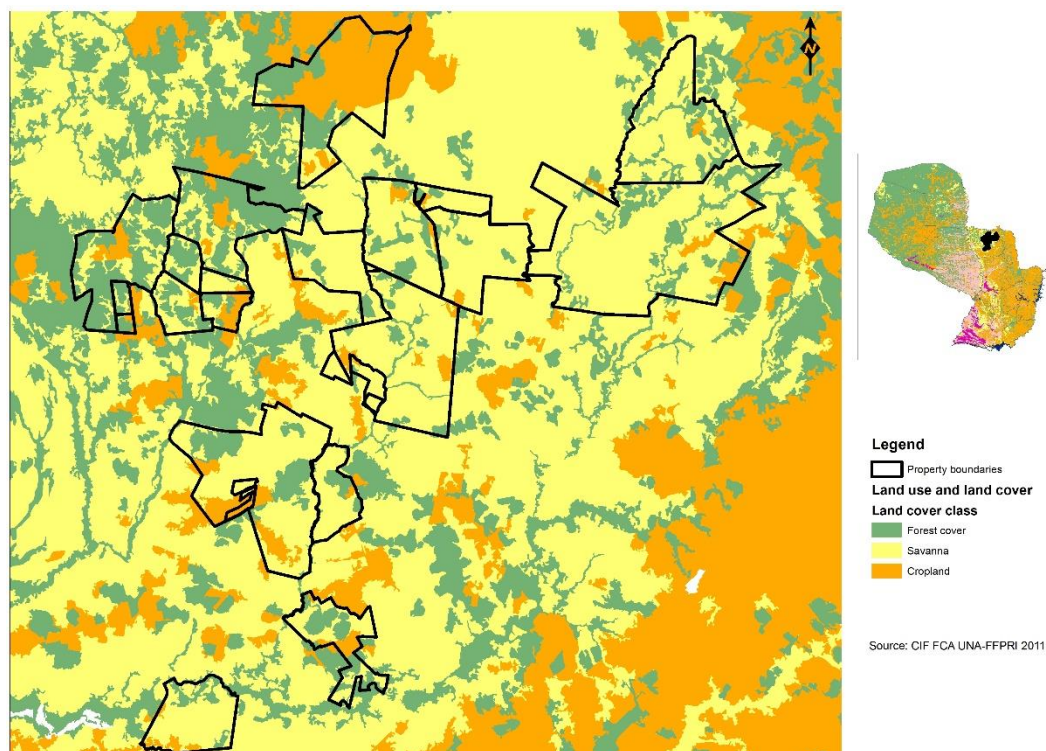 N
Legend
Property boundaries
Land use and land cover
Land cover class
Forest cover
Savanna
Cropland
Source: CIF FCA UNA-FFPRI 2011